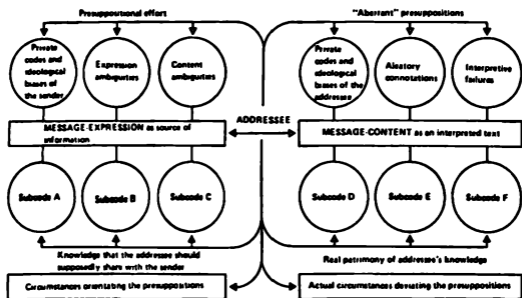 Presuppositional effort
"Aberrant" presuppositions
Private
codes and
ideological
biases of
the sender
Expression
ambiguities
Content
ambiguities
Private
codes and
ideological
biases of the
addressee
Aleatory
connotations
Interpretive
failures
MESSAGE-EXPRESSION as source of
information
ADDRESSEE
MESSAGE-CONTENT as an interpreted text
Subcode A
Subcode B
Subcode C
Subcode D
Subcode E
Subcode F
Knowledge that the addressee should
supposedly share with the sender
Real patrimony of addressee's knowledge
Circumstances orientating the presuppositions
Actual circumstances deviating the presuppositions